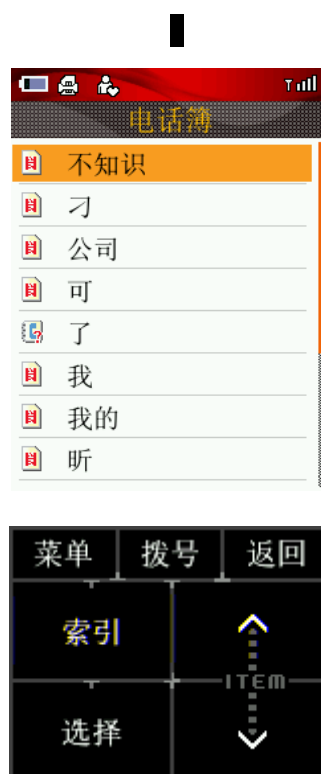 电话簿
不知识
刁
公司
可
了
我
我的
昕
菜单 拨号 返回
索引
ITEM
选择